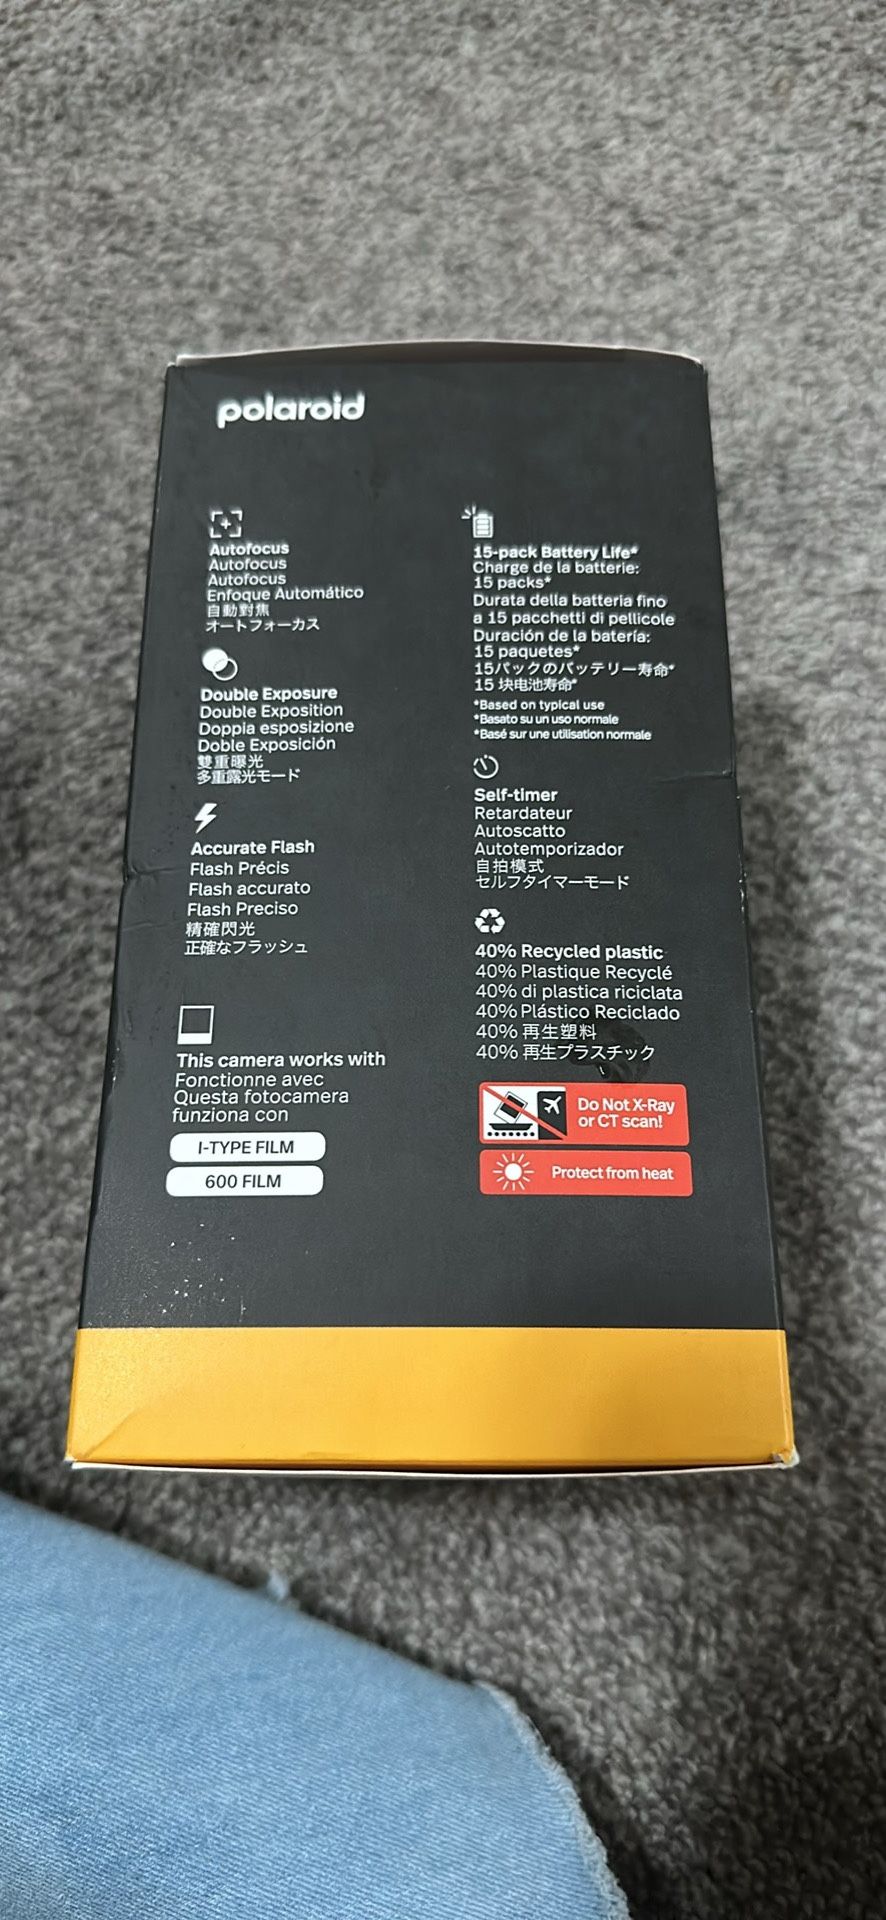 polaroid
Autofocus
Autofocus
Autofocus
Enfoque Automático
自動對焦
オートフォーカス
Double Exposure
Double Exposition
Doppia esposizione
Doble Exposición
雙重曝光
多重露光モード
Accurate Flash
Flash Précis
Flash accurato
Flash Preciso
精確閃光
正確なフラッシュ
This camera works with
Fonctionne avec
Questa fotocamera
funziona con
I-TYPE FILM
600 FILM
15-pack Battery Life*
Charge de la batterie:
15 packs*
Durata della batteria fino
a 15 pacchetti di pellicole
Duración de la batería:
15 paquetes*
15パックのバッテリー寿命*
15 块电池寿命*
*Based on typical use
*Basato su un uso normale
*Basé sur une utilisation normale
Self-timer
Retardateur
Autoscatto
Autotemporizador
自拍模式
セルフタイマーモード
40% Recycled plastic
40% Plastique Recyclé
40% di plastica riciclata
40% Plástico Reciclado
40% 再生塑料
40% 再生プラスチック
Do Not X-Ray
or CT scan!
Protect from heat